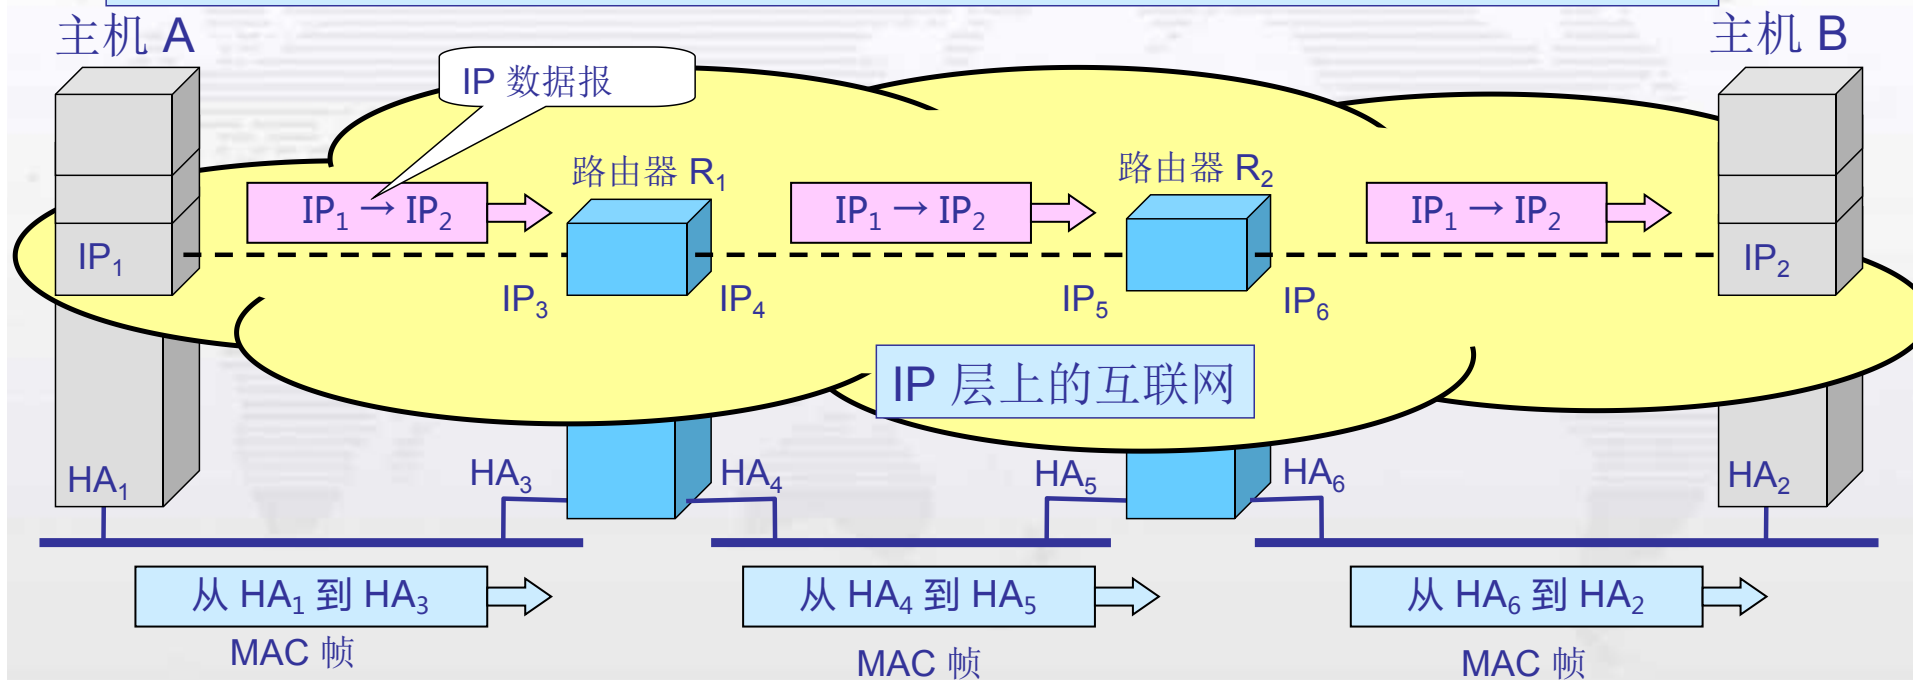 主机 A
主机 B
IP 数据报
路由器 R₁
路由器 R₂
IP₁ → IP₂
IP₁ → IP₂
IP₁ → IP₂
IP₁
IP₂
IP₃
IP₄
IP₅
IP₆
IP 层上的互联网
HA₁
HA₃
HA₄
HA₅
HA₆
HA₂
从 HA₁ 到 HA₃
从 HA₄ 到 HA₅
从 HA₆ 到 HA₂
MAC 帧
MAC 帧
MAC 帧